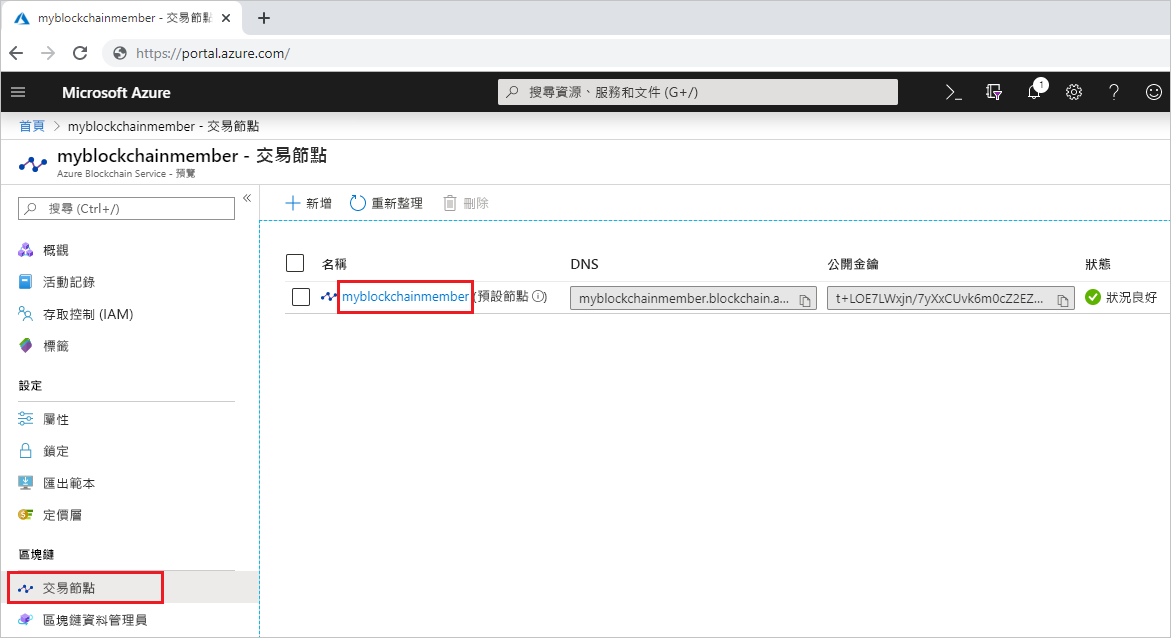 myblockchainmember - 交易節點
https://portal.azure.com/
Microsoft Azure
搜尋資源、服務和文件 (G+/)
1
首頁 > myblockchainmember - 交易節點
myblockchainmember - 交易節點
Azure Blockchain Service - 預覽
搜尋 (Ctrl+/)
概觀
活動記錄
存取控制 (IAM)
標籤
設定
屬性
鎖定
匯出範本
定價層
區塊鏈
交易節點
區塊鏈資料管理員
新增 重新整理 刪除
名稱 DNS 公開金鑰 狀態
myblockchainmember (預設節點 ) myblockchainmember.blockchain.a... t+LOE7LWxjn/7yXxCUvk6m0cZ2EZ... 狀況良好